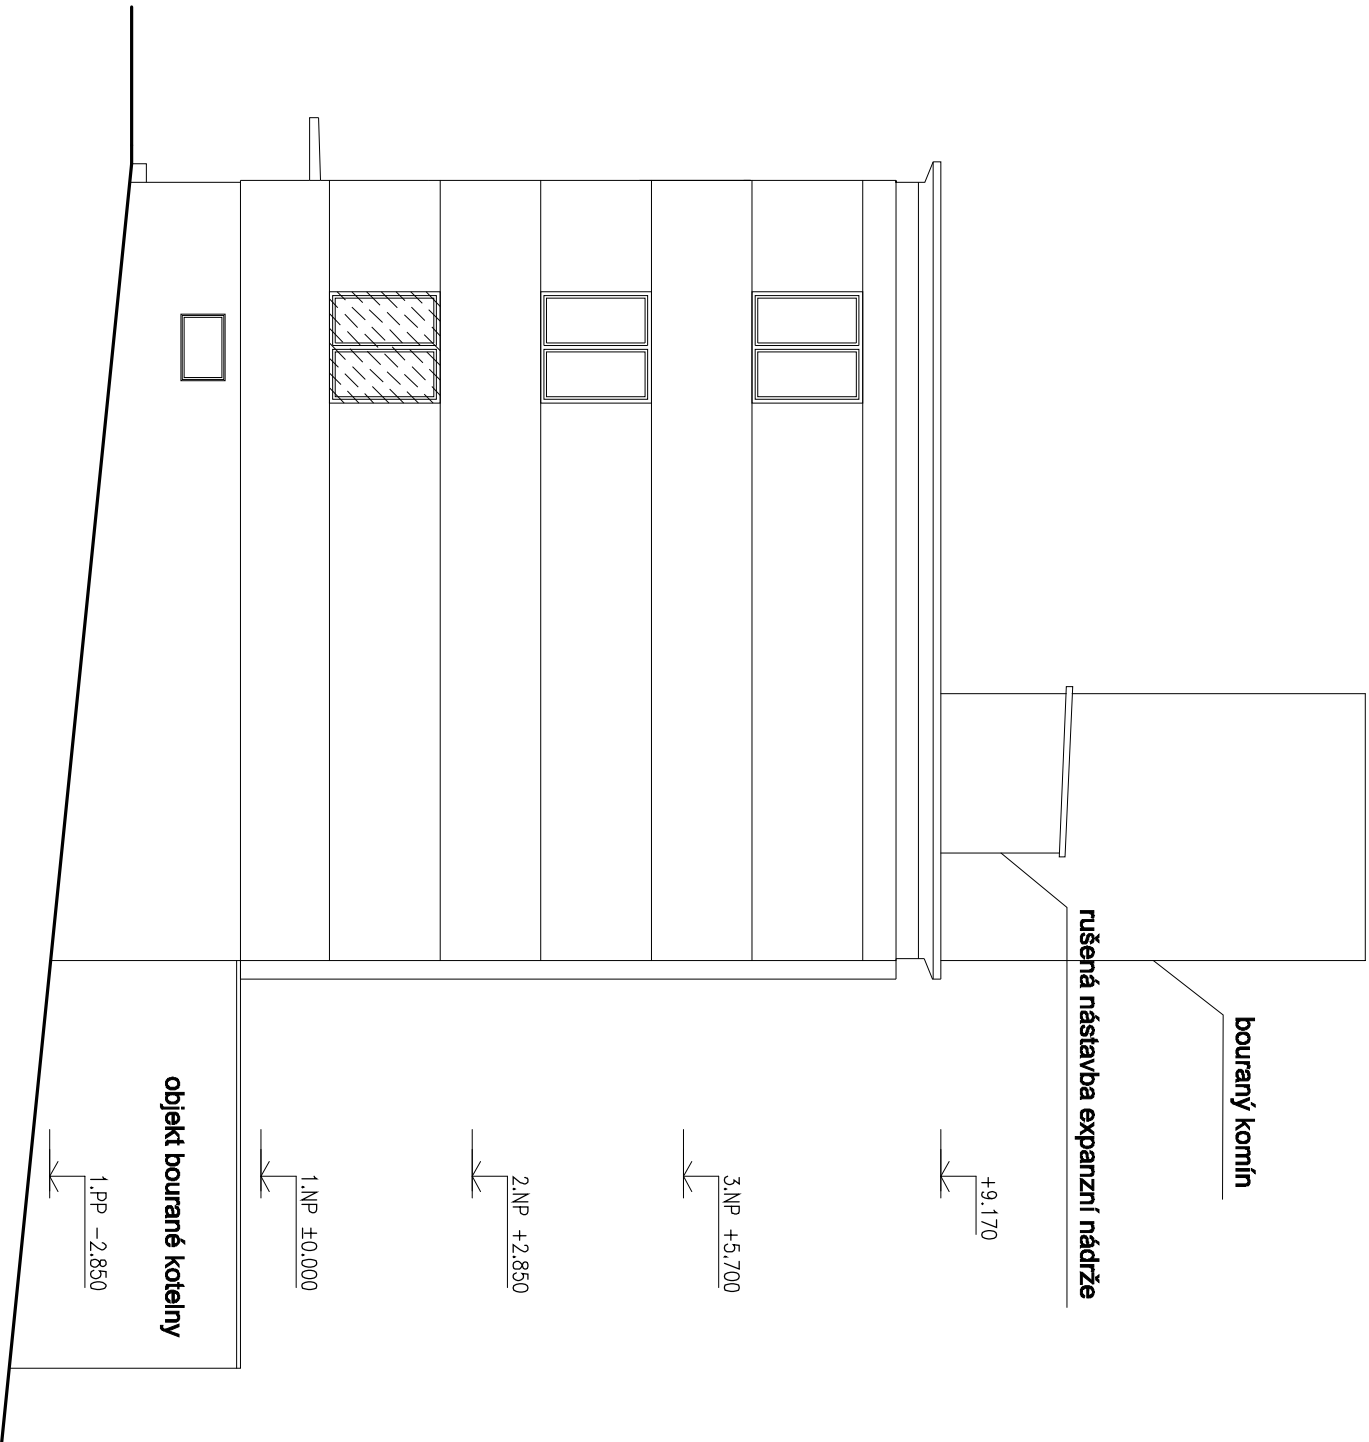 bouraný komín
rušená nástavba expanzní nádrže
+9.170
3.NP +5.700
2.NP +2.850
1.NP ±0.000
objekt bourané kotelny
1.PP −2.850